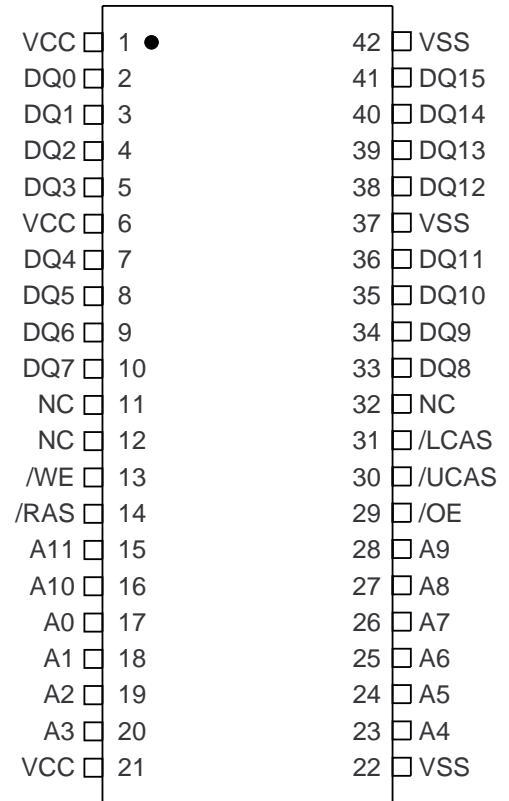 VCC 1 42 VSS
DQ0 2 41 DQ15
DQ1 3 40 DQ14
DQ2 4 39 DQ13
DQ3 5 38 DQ12
VCC 6 37 VSS
DQ4 7 36 DQ11
DQ5 8 35 DQ10
DQ6 9 34 DQ9
DQ7 10 33 DQ8
NC 11 32 NC
NC 12 31 /LCAS
/WE 13 30 /UCAS
/RAS 14 29 /OE
A11 15 28 A9
A10 16 27 A8
A0 17 26 A7
A1 18 25 A6
A2 19 24 A5
A3 20 23 A4
VCC 21 22 VSS